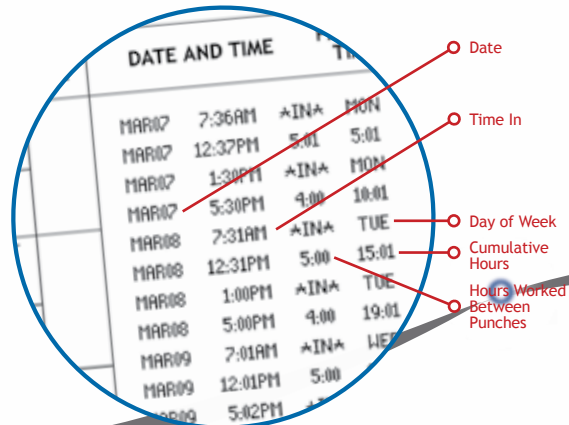 DATE AND TIME
MAR07 7:36AM *IN* MON
MAR07 12:37PM 5:01 5:01
MAR07 1:30PM *IN* MON
MAR07 5:30PM 4:00 10:01
MAR08 7:31AM *IN* TUE
MAR08 12:31PM 5:00 15:01
MAR08 1:00PM *IN* TUE
MAR08 5:00PM 4:00 19:01
MAR09 7:01AM *IN*
MAR09 12:01PM 5:00
MAR09 5:02PM
Date
Time In
Day of Week
Cumulative
Hours
Hours Worked
Between
Punches